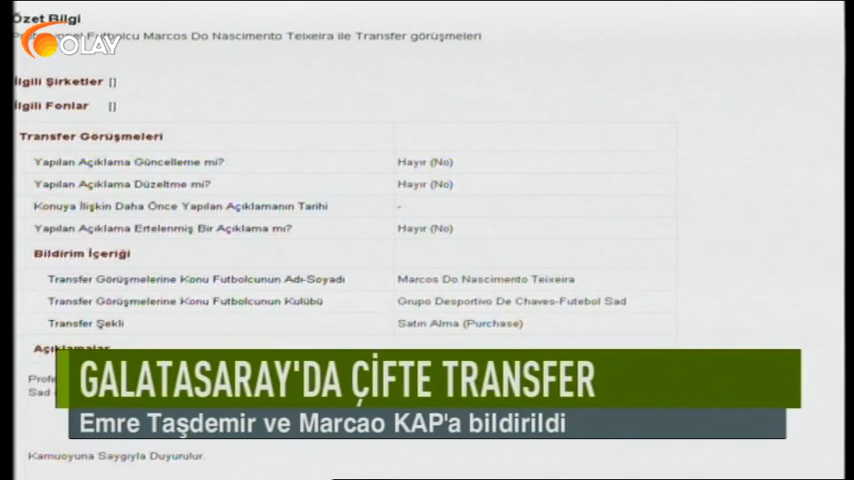 Özet Bilgi
Futbolcu Marcos Do Nascimento Teixeira ile Transfer görüşmeleri
OLAY
İlgili Şirketler []
İlgili Fonlar []
Transfer Görüşmeleri
Yapılan Açıklama Güncelleme mi? Hayır (No)
Yapılan Açıklama Düzeltme mi? Hayır (No)
Konuya İlişkin Daha Önce Yapılan Açıklamanın Tarihi -
Yapılan Açıklama Ertelenmiş Bir Açıklama mı? Hayır (No)
Bildirim İçeriği
Transfer Görüşmelerine Konu Futbolcunun Adı-Soyadı Marcos Do Nascimento Teixeira
Transfer Görüşmelerine Konu Futbolcunun Kulübü Grupo Desportivo De Chaves-Futebol Sad
Transfer Şekli Satın Alma (Purchase)
GALATASARAY'DA ÇİFTE TRANSFER
Emre Taşdemir ve Marcao KAP'a bildirildi
Kamuoyuna Saygıyla Duyurulur.